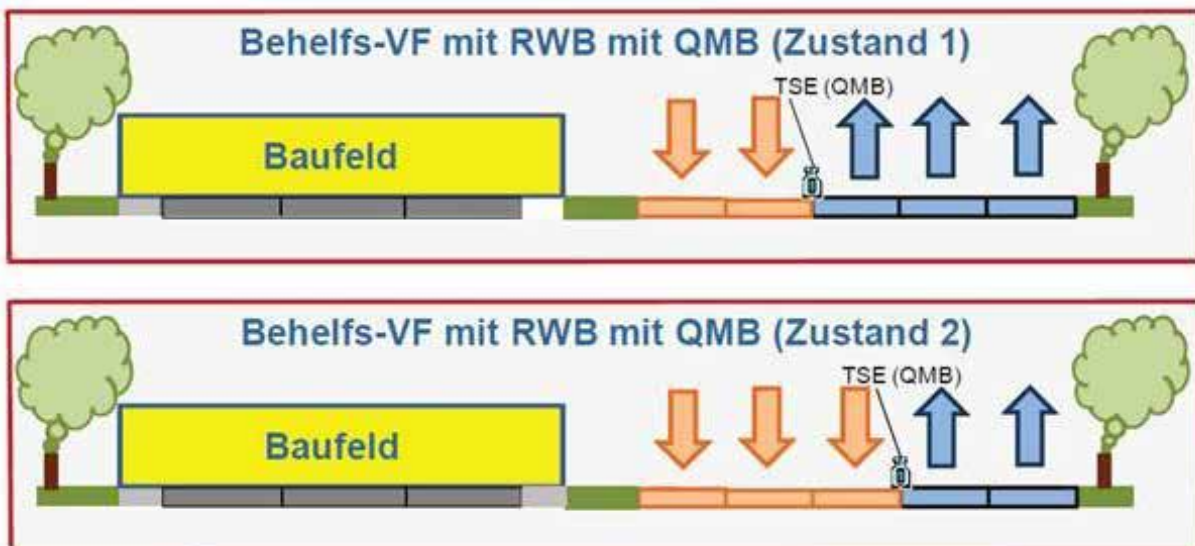 Behelfs-VF mit RWB mit QMB (Zustand 1)
TSE (QMB)
Baufeld
Behelfs-VF mit RWB mit QMB (Zustand 2)
TSE (QMB)
Baufeld